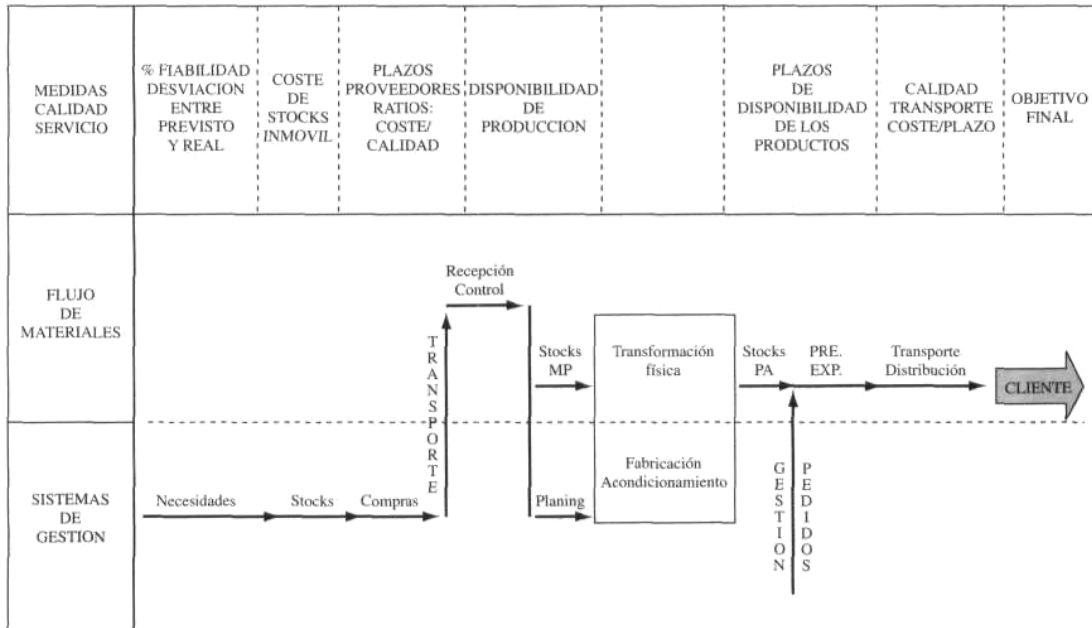 MEDIDAS
CALIDAD
SERVICIO
% FIABILIDAD
DESVIACION
ENTRE
PREVISTO
Y REAL
COSTE
DE
STOCKS
INMOVIL
PLAZOS
PROVEEDORES
RATIOS:
COSTE/
CALIDAD
DISPONIBILIDAD
DE
PRODUCCION
PLAZOS
DE
DISPONIBILIDAD
DE LOS
PRODUCTOS
CALIDAD
TRANSPORTE
COSTE/PLAZO
OBJETIVO
FINAL
FLUJO
DE
MATERIALES
TRANSPORTE
Recepción
Control
Stocks
MP
Transformación
física
Stocks
PA
PRE.
EXP.
Transporte
Distribución
CLIENTE
SISTEMAS
DE
GESTION
Necesidades
Stocks
Compras
Planing
Fabricación
Acondicionamiento
GESTION
PEDIDOS